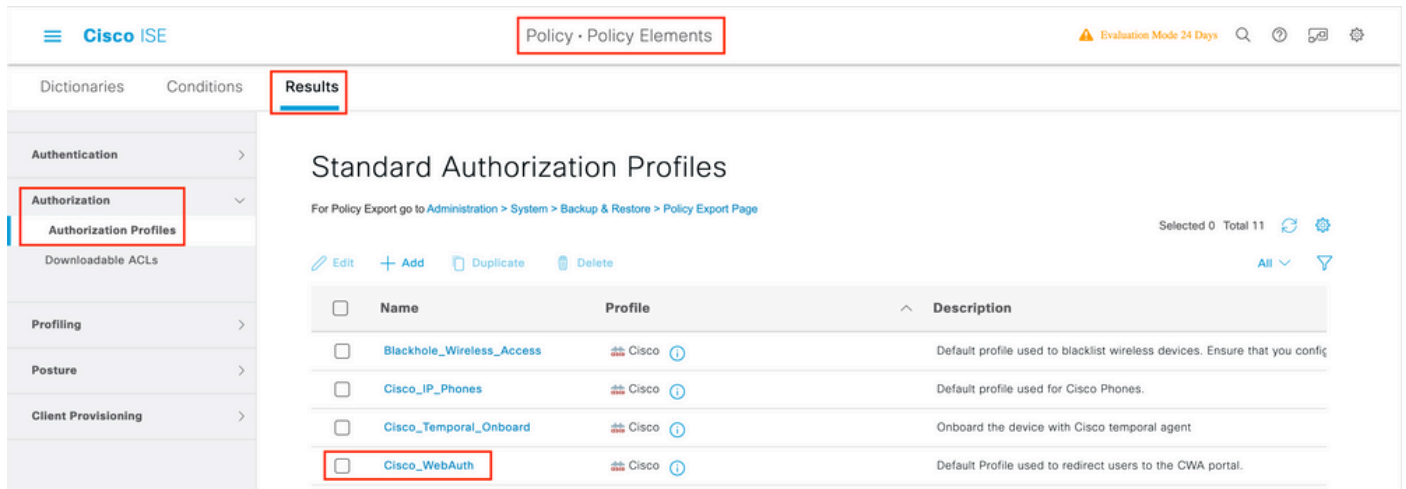 Cisco ISE
Policy · Policy Elements
Evaluation Mode 24 Days
Dictionaries Conditions Results
Authentication
Authorization
Authorization Profiles
Downloadable ACLs
Profiling
Posture
Client Provisioning
Standard Authorization Profiles
For Policy Export go to Administration > System > Backup & Restore > Policy Export Page
Selected 0 Total 11
Edit Add Duplicate Delete
All
Name Profile Description
Blackhole_Wireless_Access Cisco Default profile used to blacklist wireless devices. Ensure that you config
Cisco_IP_Phones Cisco Default profile used for Cisco Phones.
Cisco_Temporal_Onboard Cisco Onboard the device with Cisco temporal agent
Cisco_WebAuth Cisco Default Profile used to redirect users to the CWA portal.